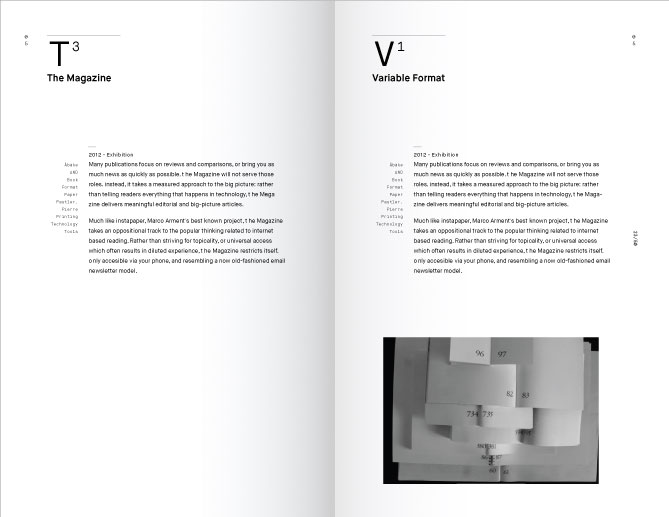 T3
The Magazine
2012 - Exhibition
Many publications focus on reviews and comparisons, or bring you as
much news as quickly as possible.t he Magazine will not serve those
roles. instead, it takes a measured approach to the big picture: rather
than telling readers everything that happens in technology, t he Mega
zine delivers meaningful editorial and big-picture articles.
Much like instapaper, Marco Arment's best known project, t he Magazine
takes an oppositional track to the popular thinking related to internet
based reading. Rather than striving for topicality, or universal access
which often results in diluted experience, t he Magazine restricts itself.
only accesible via your phone, and resembling a now old-fashioned email
newsletter model.
Åbäke
aND
Book
Format
Paper
Pastier,
Pierre
Printing
Technology
Tools
V1
Variable Format
2012 - Exhibition
Many publications focus on reviews and comparisons, or bring you as
much news as quickly as possible.t he Magazine will not serve those
roles. instead, it takes a measured approach to the big picture: rather
than telling readers everything that happens in technology, t he Maga-
zine delivers meaningful editorial and big-picture articles.
Much like instapaper, Marco Arment's best known project, t he Magazine
takes an oppositional track to the popular thinking related to internet
based reading. Rather than striving for topicality, or universal access
which often results in diluted experience, t he Magazine restricts itself.
only accesible via your phone, and resembling a now old-fashioned email
newsletter model.
Åbäke
aND
Book
Format
Paper
Pastier,
Pierre
Printing
Technology
Tools
96 97
82 83
734 735